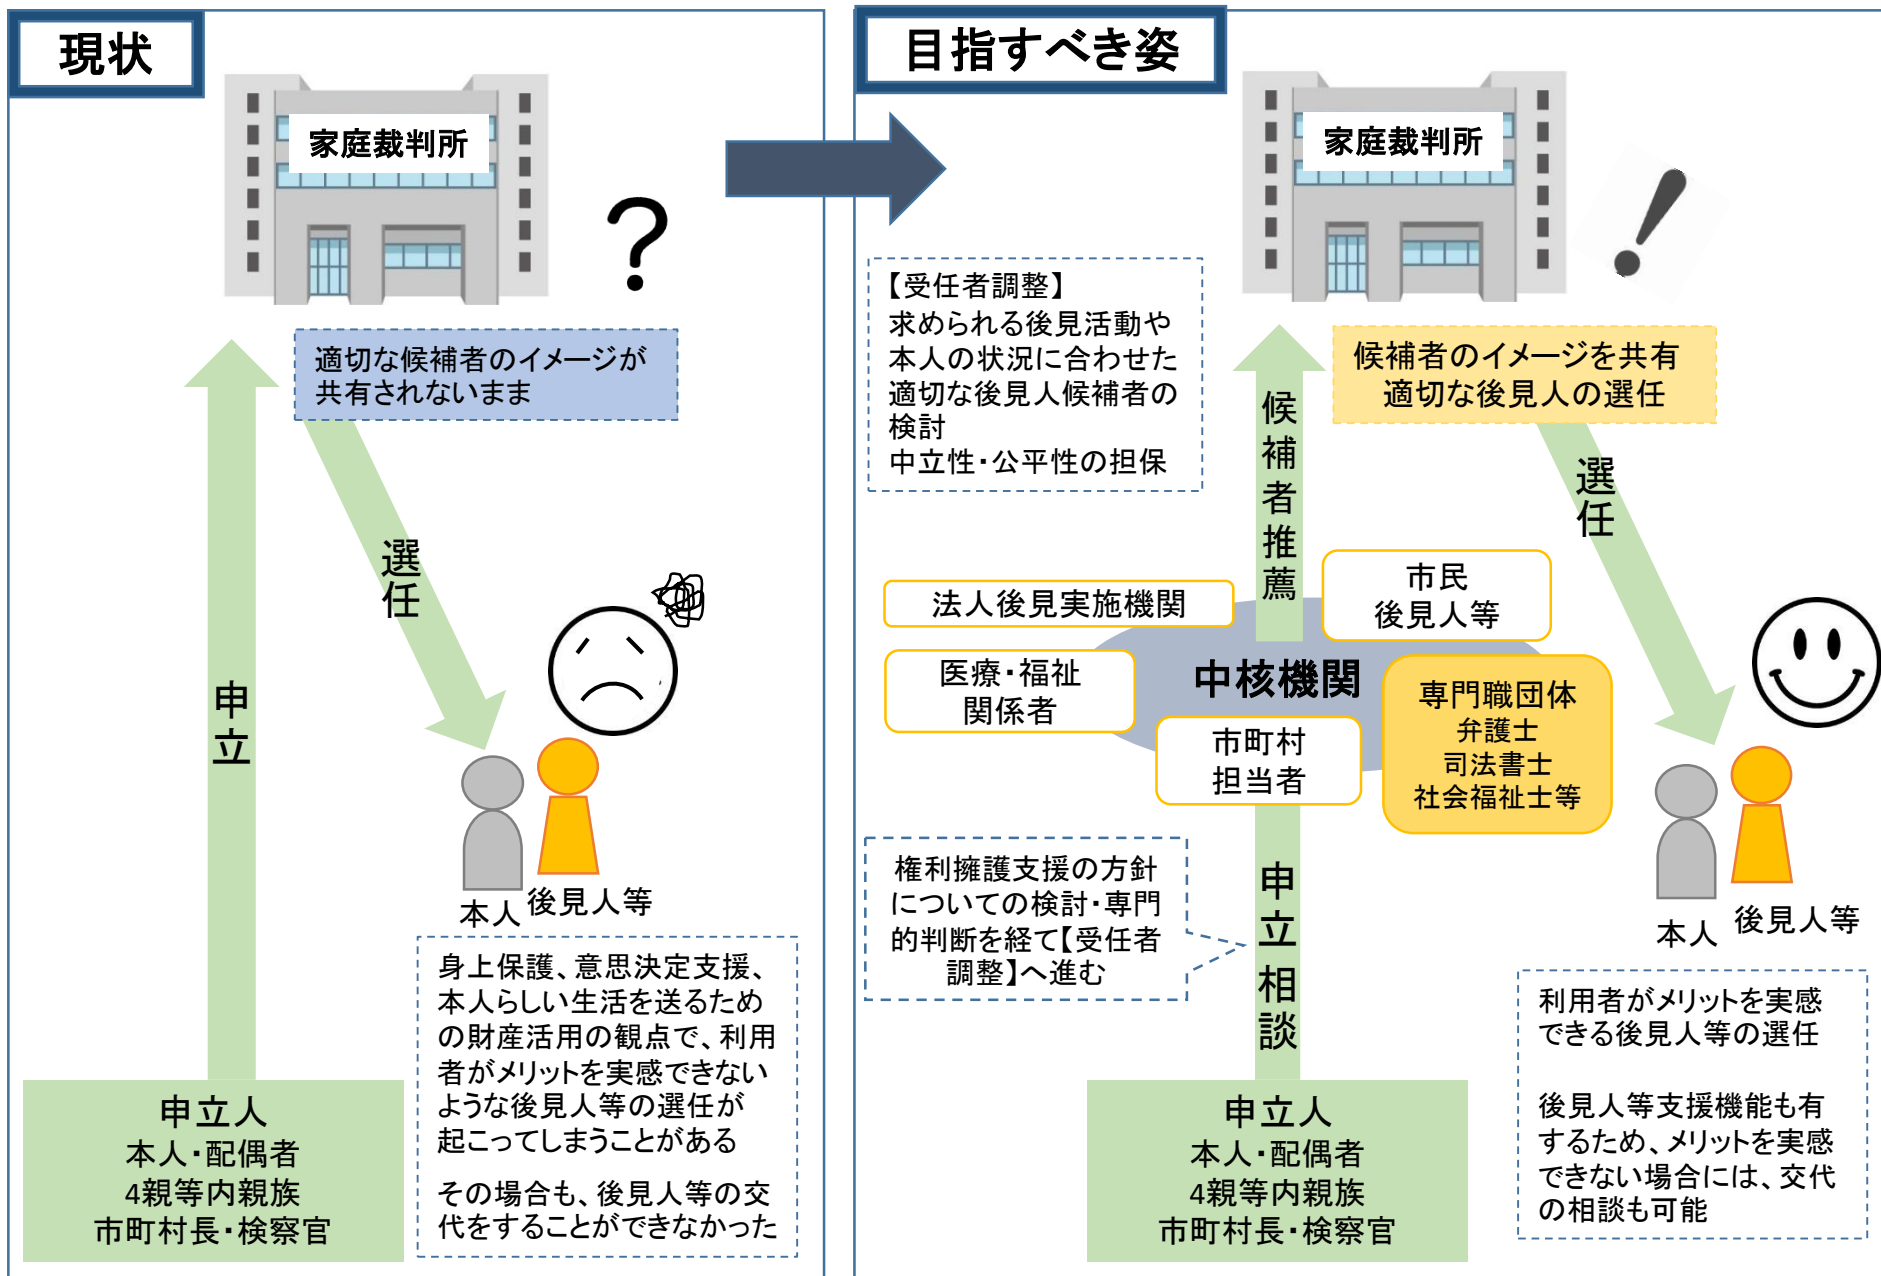 現状
家庭裁判所
?
適切な候補者のイメージが
共有されないまま
選任
申立
本人
後見人等
申立人
本人・配偶者
4親等内親族
市町村長・検察官
身上保護、意思決定支援、
本人らしい生活を送るため
の財産活用の観点で、利用
者がメリットを実感できない
ような後見人等の選任が
起こってしまうことがある
その場合も、後見人等の交
代をすることができなかった
目指すべき姿
家庭裁判所
!
【受任者調整】
求められる後見活動や
本人の状況に合わせた
適切な後見人候補者の
検討
中立性・公平性の担保
候補者推薦
候補者のイメージを共有
適切な後見人の選任
選任
法人後見実施機関
市民
後見人等
医療・福祉
関係者
中核機関
市町村
担当者
専門職団体
弁護士
司法書士
社会福祉士等
権利擁護支援の方針
についての検討・専門
的判断を経て【受任者
調整】へ進む
申立相談
申立人
本人・配偶者
4親等内親族
市町村長・検察官
本人
後見人等
利用者がメリットを実感
できる後見人等の選任
後見人等支援機能も有
するため、メリットを実感
できない場合には、交代
の相談も可能